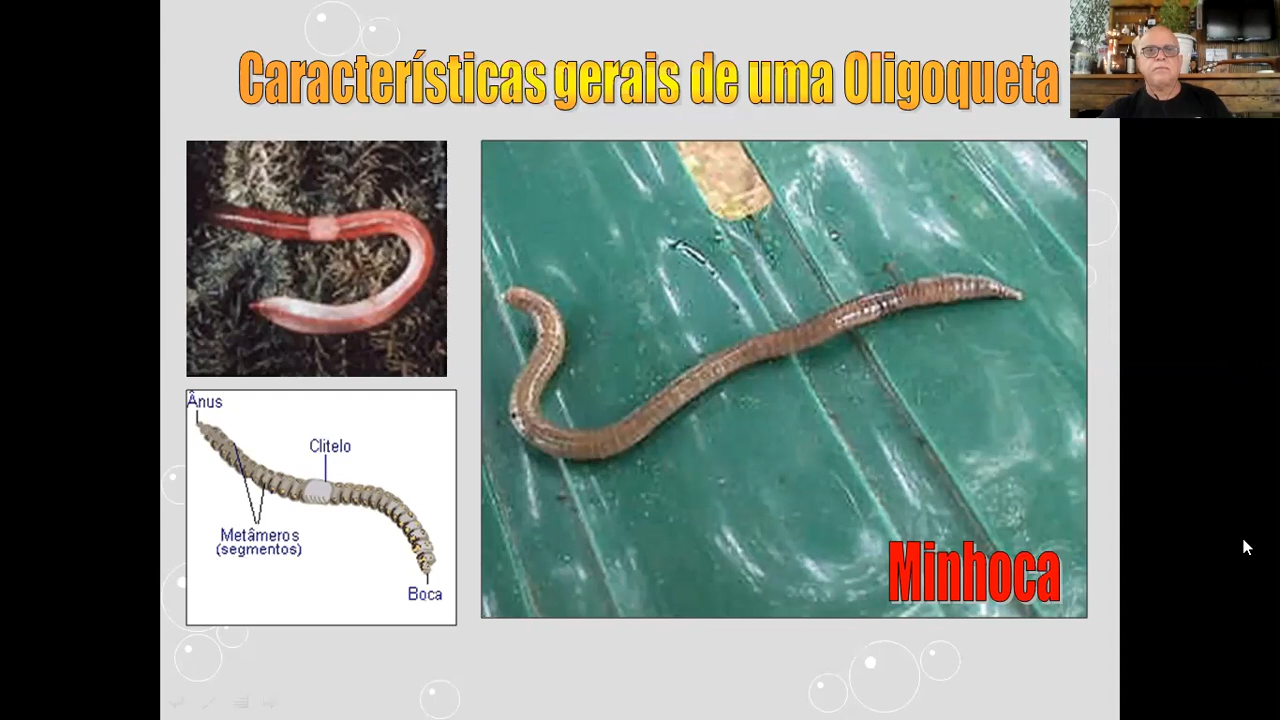 Características gerais de uma Oligoqueta
Ânus
Clitelo
Metâmeros
(segmentos)
Boca
Minhoca